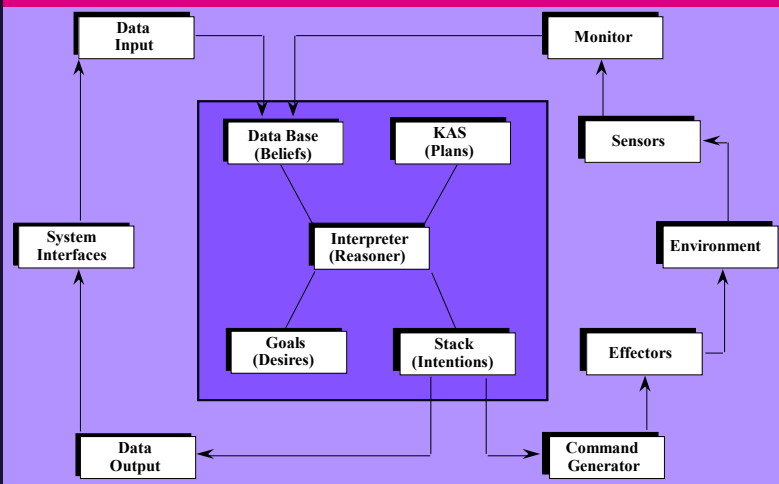 Data
Input
Monitor
Data Base
(Beliefs)
KAS
(Plans)
Sensors
System
Interfaces
Interpreter
(Reasoner)
Environment
Goals
(Desires)
Stack
(Intentions)
Effectors
Data
Output
Command
Generator